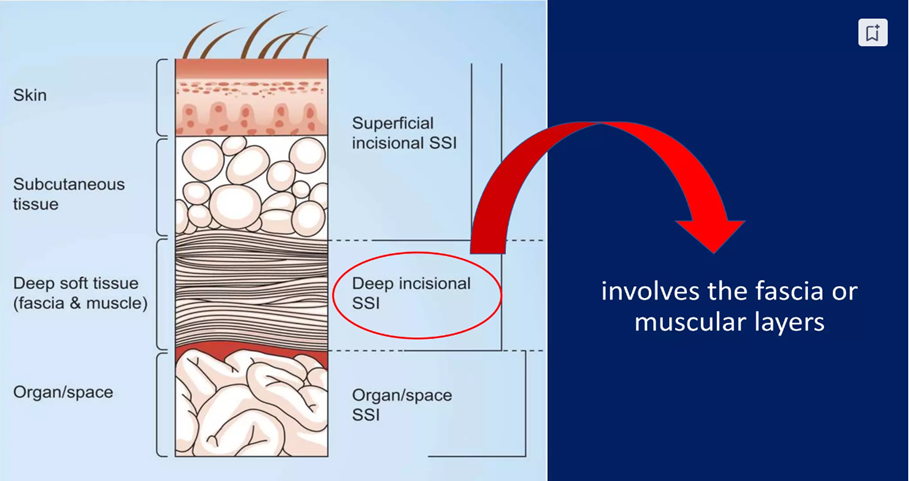 Skin
Superficial
incisional SSI
Subcutaneous
tissue
Deep soft tissue
(fascia & muscle)
Deep incisional
SSI
involves the fascia or
muscular layers
Organ/space
Organ/space
SSI